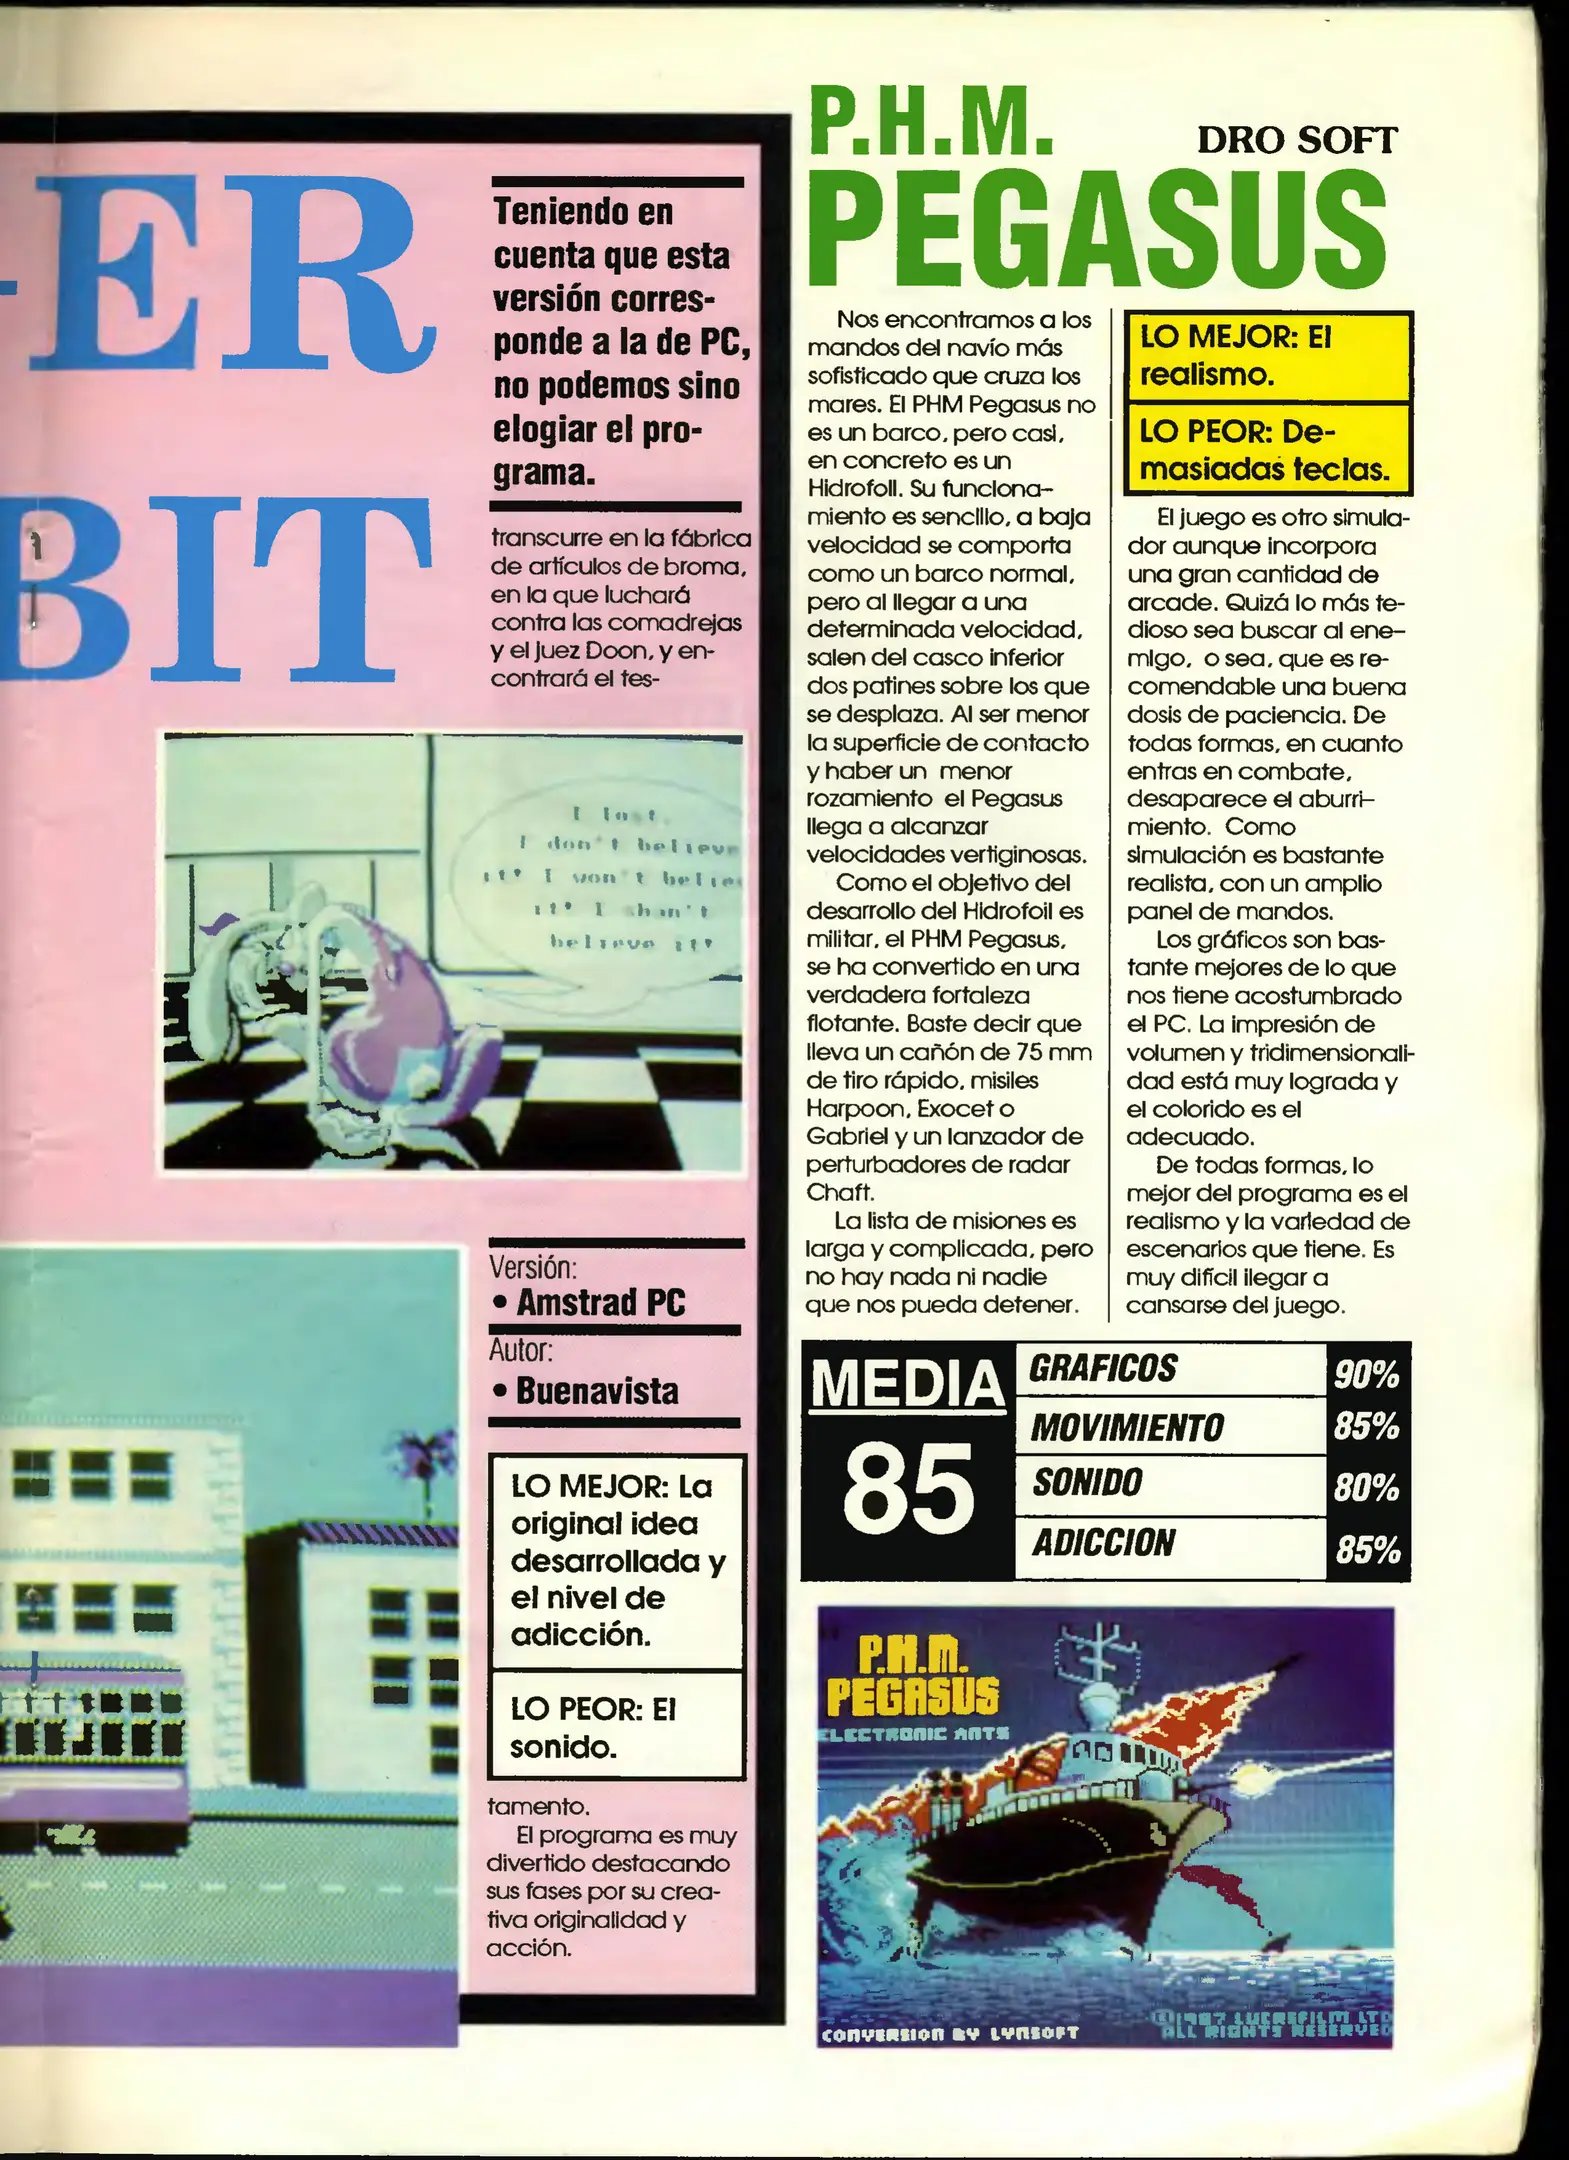 ER
BIT
Teniendo en
cuenta que esta
versión corres-
ponde a la de PC,
no podemos sino
elogiar el pro-
grama.
transcurre en la fábrica
de artículos de broma,
en la que luchará
contra las comadrejas
y el juez Doon, y en-
contrará el tes-
I lost.
I don't believe
it! I won't belie
it! I shan't
believe it!
Versión:
• Amstrad PC
Autor:
• Buenavista
LO MEJOR: La
original idea
desarrollada y
el nivel de
adicción.
LO PEOR: El
sonido.
tamento.
El programa es muy
divertido destacando
sus fases por su crea-
tiva originalidad y
acción.
P.H.M.
DRO SOFT
PEGASUS
Nos encontramos a los
mandos del navío más
sofisticado que cruza los
mares. El PHM Pegasus no
es un barco, pero casi,
en concreto es un
Hidrofoil. Su funciona-
miento es sencillo, a baja
velocidad se comporta
como un barco normal,
pero al llegar a una
determinada velocidad,
salen del casco inferior
dos patines sobre los que
se desplaza. Al ser menor
la superficie de contacto
y haber un menor
rozamiento el Pegasus
llega a alcanzar
velocidades vertiginosas.
Como el objetivo del
desarrollo del Hidrofoil es
militar, el PHM Pegasus,
se ha convertido en una
verdadera fortaleza
flotante. Baste decir que
lleva un cañón de 75 mm
de tiro rápido, misiles
Harpoon, Exocet o
Gabriel y un lanzador de
perturbadores de radar
Chaft.
La lista de misiones es
larga y complicada, pero
no hay nada ni nadie
que nos pueda detener.
LO MEJOR: El
realismo.
LO PEOR: De-
masiadas teclas.
El juego es otro simula-
dor aunque incorpora
una gran cantidad de
arcade. Quizá lo más te-
dioso sea buscar al ene-
migo, o sea, que es re-
comendable una buena
dosis de paciencia. De
todas formas, en cuanto
entras en combate,
desaparece el aburri-
miento. Como
simulación es bastante
realista, con un amplio
panel de mandos.
Los gráficos son bas-
tante mejores de lo que
nos tiene acostumbrado
el PC. La impresión de
volumen y tridimensionali-
dad está muy lograda y
el colorido es el
adecuado.
De todas formas, lo
mejor del programa es el
realismo y la variedad de
escenarios que tiene. Es
muy difícil llegar a
cansarse del juego.
MEDIA
85
GRAFICOS 90%
MOVIMIENTO 85%
SONIDO 80%
ADICCION 85%
P.H.M.
PEGASUS
ELECTRONIC ARTS
CONVERSION BY LYNSOFT
©1987 LUCASFILM LTD
ALL RIGHTS RESERVED